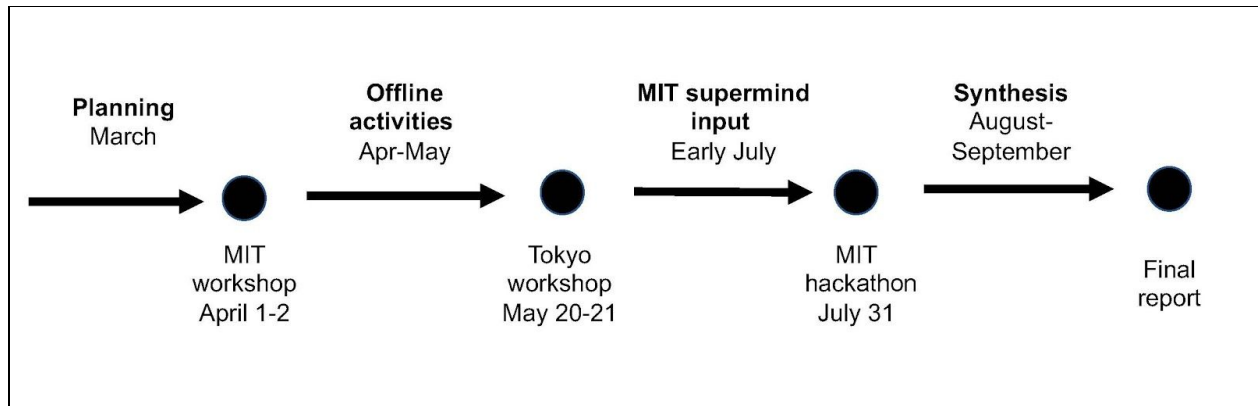 Planning
March
Offline
activities
Apr-May
MIT supermind
input
Early July
Synthesis
August-
September
MIT
workshop
April 1-2
Tokyo
workshop
May 20-21
MIT
hackathon
July 31
Final
report